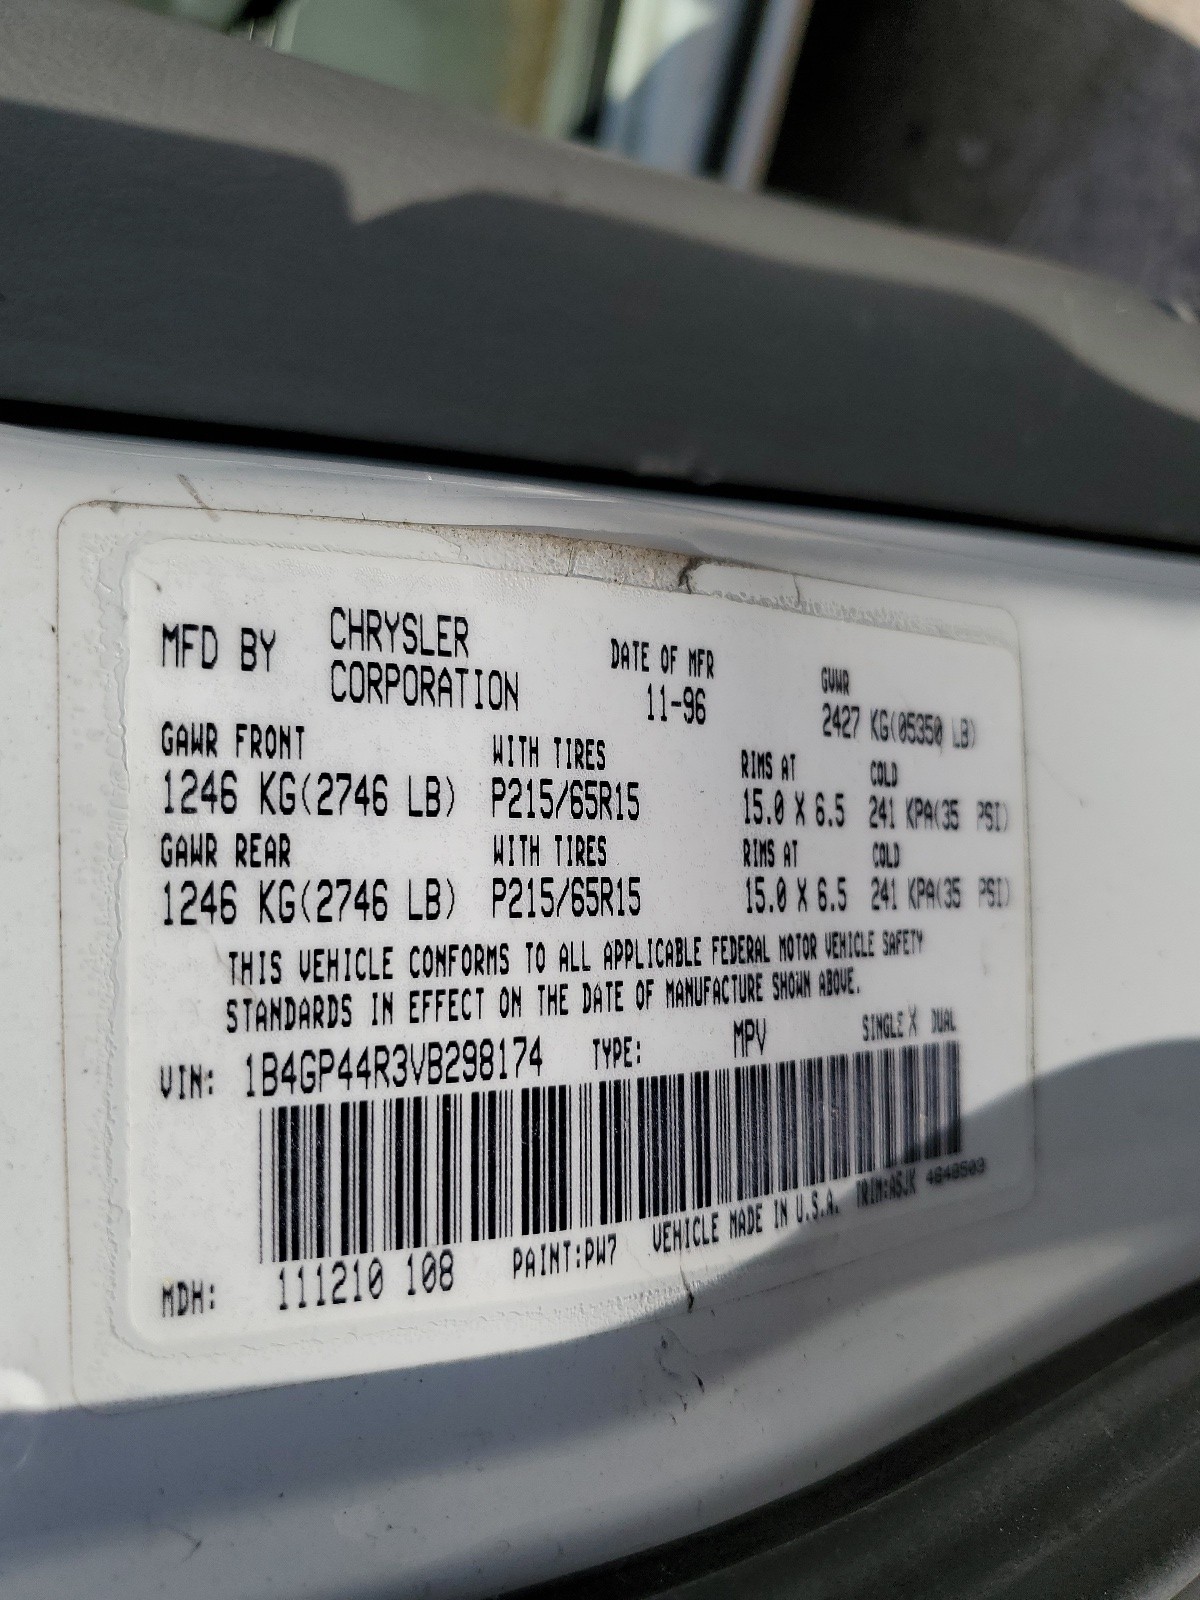 MFD BY CHRYSLER CORPORATION DATE OF MFR 11-96 GVWR 2427 KG(05350 LB)
GAWR FRONT WITH TIRES RIMS AT COLD
1246 KG(2746 LB) P215/65R15 15.0 X 6.5 241 KPA(35 PSI)
GAWR REAR WITH TIRES RIMS AT COLD
1246 KG(2746 LB) P215/65R15 15.0 X 6.5 241 KPA(35 PSI)
THIS VEHICLE CONFORMS TO ALL APPLICABLE FEDERAL MOTOR VEHICLE SAFETY
STANDARDS IN EFFECT ON THE DATE OF MANUFACTURE SHOWN ABOVE.
VIN: 1B4GP44R3VB298174 TYPE: MPV SINGLE X DUAL
MDH: 111210 108 PAINT:PW7 VEHICLE MADE IN U.S.A. TRIM:A5JK